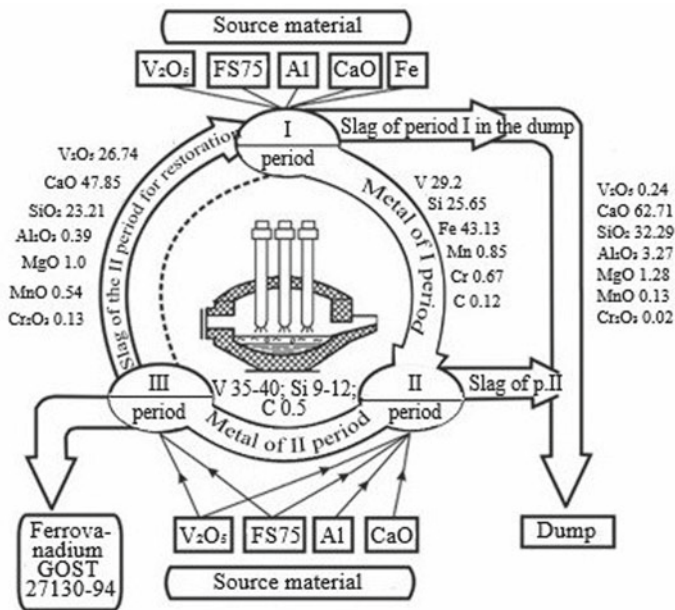 Source material
V₂O₅ FS75 Al CaO Fe
I
period
Slag of period I in the dump
Slag of the II period for restoration
V₂O₅ 26.74
CaO 47.85
SiO₂ 23.21
Al₂O₃ 0.39
MgO 1.0
MnO 0.54
Cr₂O₃ 0.13
Metal of I period
V 29.2
Si 25.65
Fe 43.13
Mn 0.85
Cr 0.67
C 0.12
V₂O₅ 0.24
CaO 62.71
SiO₂ 32.29
Al₂O₃ 3.27
MgO 1.28
MnO 0.13
Cr₂O₃ 0.02
III
period
V 35-40; Si 9-12;
C 0.5
II
period
Slag of p.II
Metal of II period
Ferrova-
nadium
GOST
27130-94
V₂O₅ FS75 Al CaO
Dump
Source material